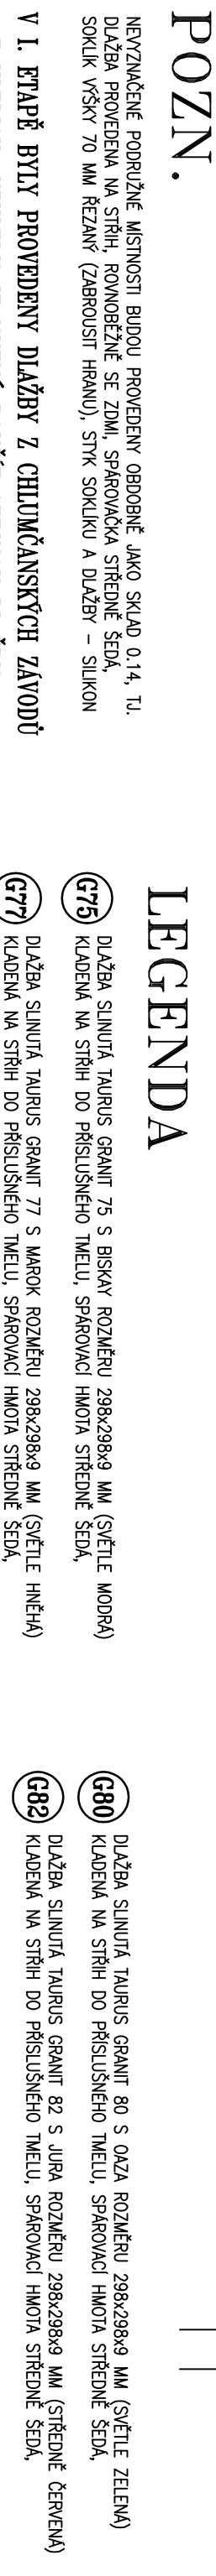 POZN.
NEVYZNAČENÉ PODRUŽNÉ MÍSTNOSTI BUDOU PROVEDENY OBDOBNĚ JAKO SKLAD 0.14, TJ.
DLAŽBA PROVEDENA NA STŘIH, ROVNOBĚŽNĚ SE ZDMI, SPÁROVAČKA STŘEDNĚ ŠEDÁ,
SOKLÍK VÝŠKY 70 MM ŘEZANÝ (ZABROUSIT HRANU), STYK SOKLÍKU A DLAŽBY – SILIKON
V I. ETAPĚ BYLY PROVEDENY DLAŽBY Z CHLUMČANSKÝCH ZÁVODŮ
LEGENDA
G75 DLAŽBA SLINUTÁ TAURUS GRANIT 75 S BISKAY ROZMĚRU 298x298x9 MM (SVĚTLE MODRÁ)
KLADENÁ NA STŘIH DO PŘÍSLUŠNÉHO TMELU, SPÁROVACÍ HMOTA STŘEDNĚ ŠEDÁ,
G77 DLAŽBA SLINUTÁ TAURUS GRANIT 77 S MAROK ROZMĚRU 298x298x9 MM (SVĚTLE HNĚHÁ)
KLADENÁ NA STŘIH DO PŘÍSLUŠNÉHO TMELU, SPÁROVACÍ HMOTA STŘEDNĚ ŠEDÁ,
G80 DLAŽBA SLINUTÁ TAURUS GRANIT 80 S OAZA ROZMĚRU 298x298x9 MM (SVĚTLE ZELENÁ)
KLADENÁ NA STŘIH DO PŘÍSLUŠNÉHO TMELU, SPÁROVACÍ HMOTA STŘEDNĚ ŠEDÁ,
G82 DLAŽBA SLINUTÁ TAURUS GRANIT 82 S JURA ROZMĚRU 298x298x9 MM (STŘEDNĚ ČERVENÁ)
KLADENÁ NA STŘIH DO PŘÍSLUŠNÉHO TMELU, SPÁROVACÍ HMOTA STŘEDNĚ ŠEDÁ,